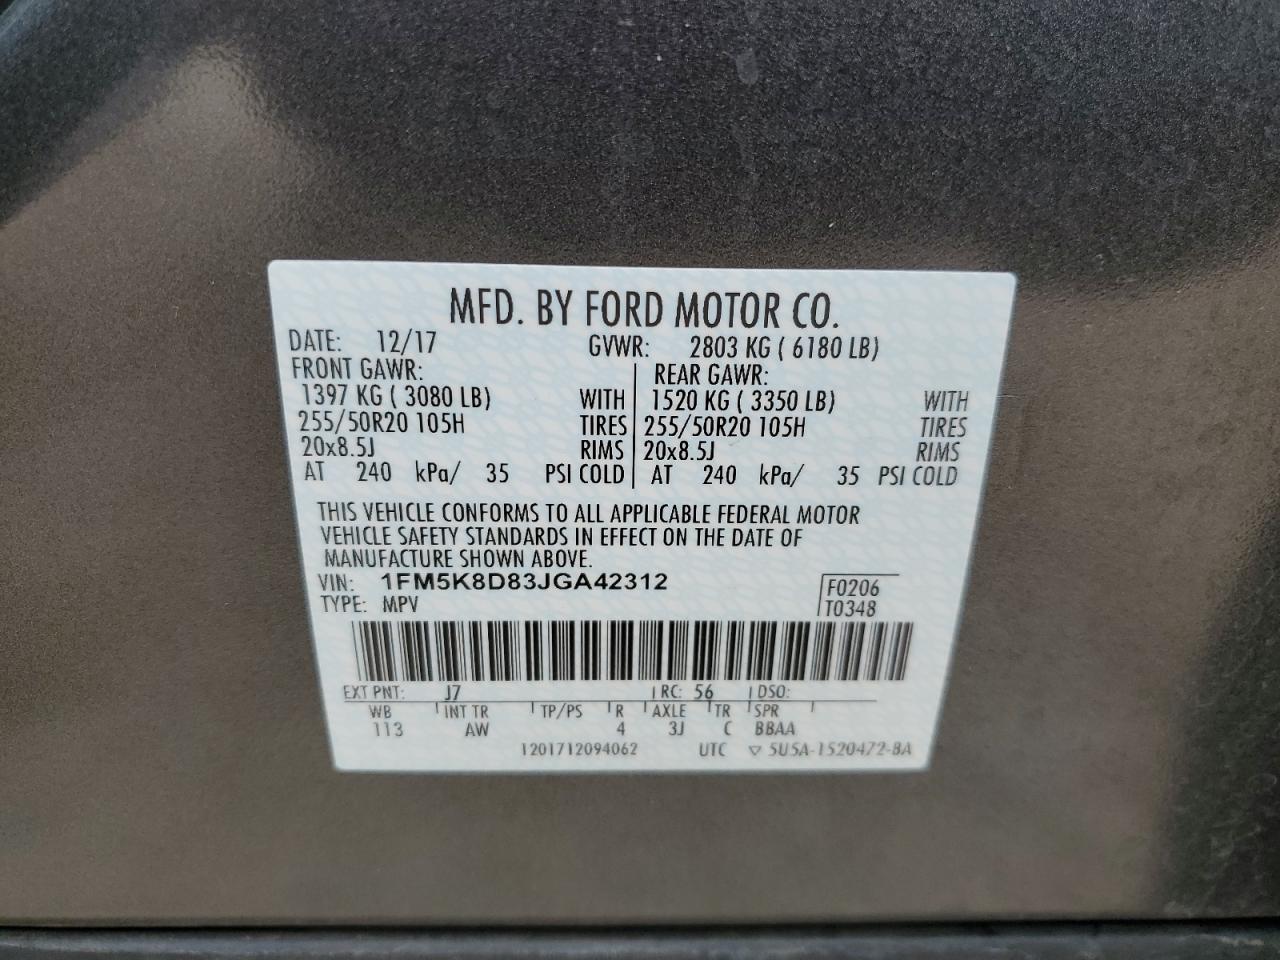 MFD. BY FORD MOTOR CO.
DATE: 12/17 GVWR: 2803 KG ( 6180 LB)
FRONT GAWR: REAR GAWR:
1397 KG ( 3080 LB) WITH 1520 KG ( 3350 LB) WITH
255/50R20 105H TIRES 255/50R20 105H TIRES
20x8.5J RIMS 20x8.5J RIMS
AT 240 kPa/ 35 PSI COLD AT 240 kPa/ 35 PSI COLD
THIS VEHICLE CONFORMS TO ALL APPLICABLE FEDERAL MOTOR
VEHICLE SAFETY STANDARDS IN EFFECT ON THE DATE OF
MANUFACTURE SHOWN ABOVE.
VIN: 1FM5K8D83JGA42312 F0206
TYPE: MPV T0348
EXT PNT: J7 RC: 56 DSO:
WB INT TR TP/PS R AXLE TR SPR
113 AW 4 3J C BBAA
1201712094062 UTC ▽ 5U5A-1520472-BA